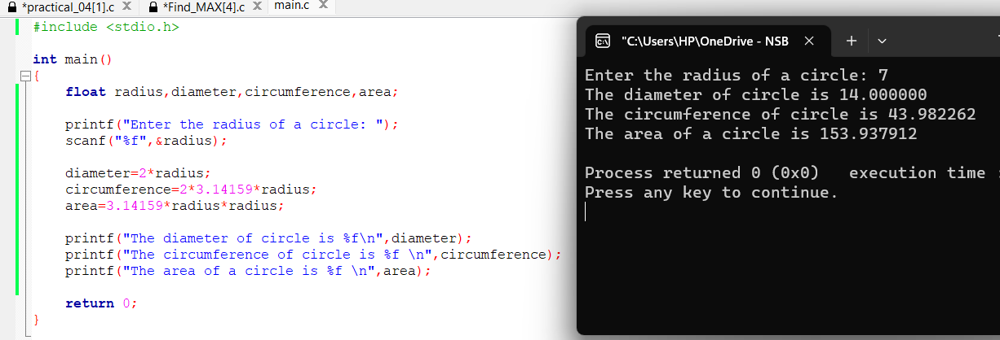 *practical_04[1].c X *Find_MAX[4].c X main.c X
#include <stdio.h>
int main()
{
float radius,diameter,circumference,area;
printf("Enter the radius of a circle: ");
scanf("%f",&radius);
diameter=2*radius;
circumference=2*3.14159*radius;
area=3.14159*radius*radius;
printf("The diameter of circle is %f\n",diameter);
printf("The circumference of circle is %f \n",circumference);
printf("The area of a circle is %f \n",area);
return 0;
}
"C:\Users\HP\OneDrive - NSB
Enter the radius of a circle: 7
The diameter of circle is 14.000000
The circumference of circle is 43.982262
The area of a circle is 153.937912
Process returned 0 (0x0)   execution time :
Press any key to continue.